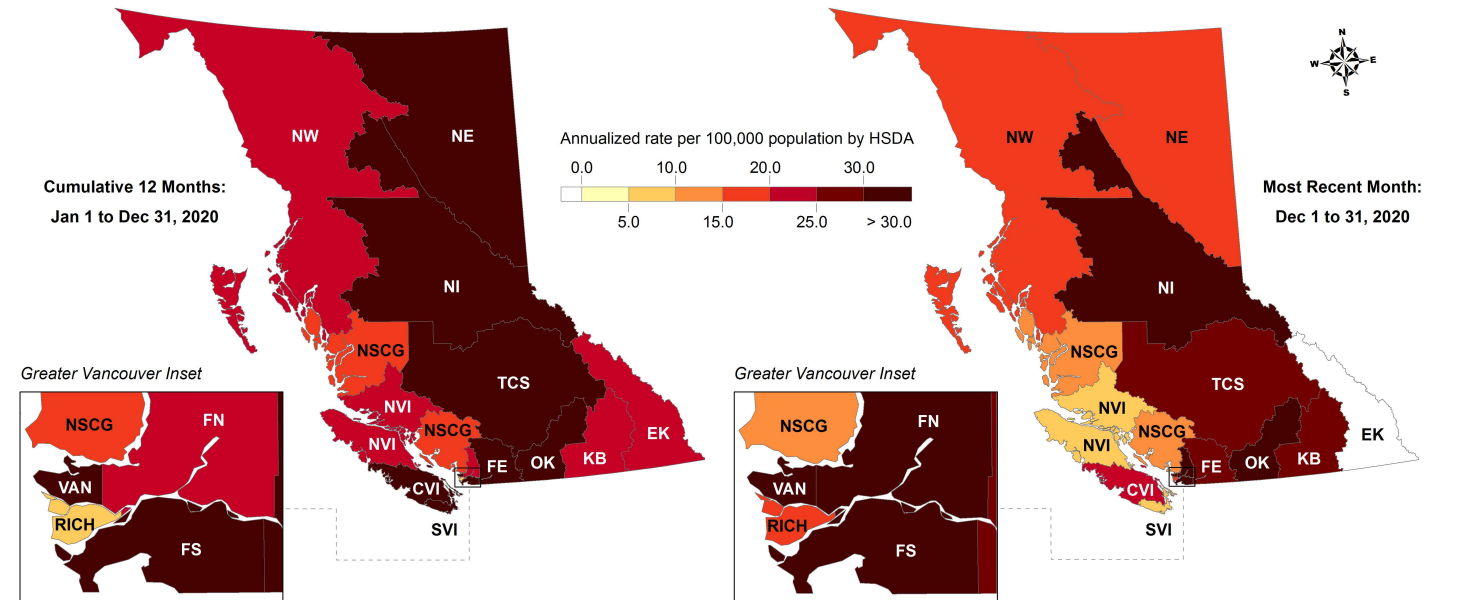 N
W E
S
Annualized rate per 100,000 population by HSDA
0.0 10.0 20.0 30.0
5.0 15.0 25.0 > 30.0
Cumulative 12 Months:
Jan 1 to Dec 31, 2020
NW
NE
NI
NSCG
TCS
NVI
NSCG
NVI
EK
FE
OK
KB
CVI
SVI
Greater Vancouver Inset
NSCG
FN
VAN
RICH
FS
Most Recent Month:
Dec 1 to 31, 2020
NW
NE
NI
NSCG
TCS
NVI
NSCG
NVI
EK
FE
OK
KB
CVI
SVI
Greater Vancouver Inset
NSCG
FN
VAN
RICH
FS